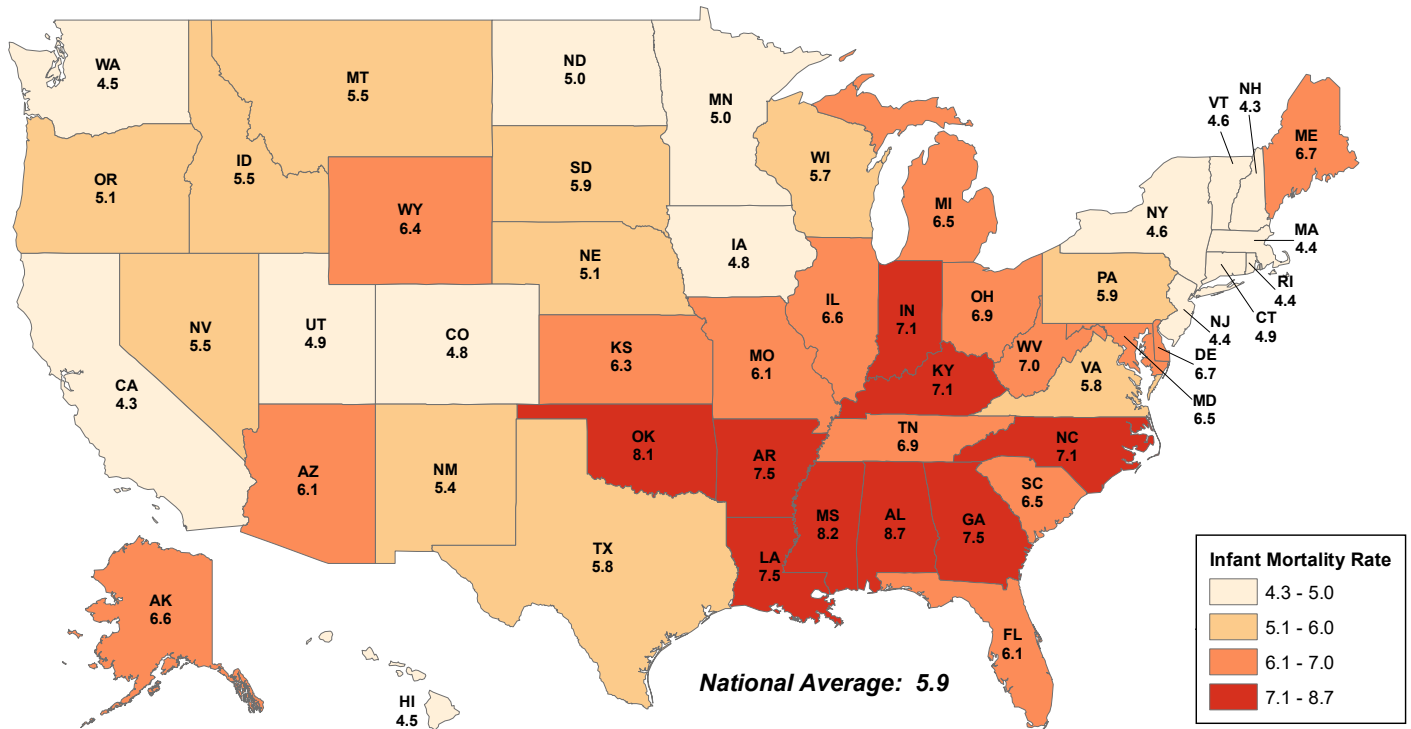 WA
4.5
MT
5.5
ND
5.0
MN
5.0
VT
4.6
NH
4.3
ME
6.7
OR
5.1
ID
5.5
WY
6.4
SD
5.9
WI
5.7
MI
6.5
NY
4.6
MA
4.4
RI
4.4
CT
4.9
NJ
4.4
DE
6.7
MD
6.5
NE
5.1
IA
4.8
PA
5.9
NV
5.5
UT
4.9
CO
4.8
KS
6.3
MO
6.1
IL
6.6
IN
7.1
OH
6.9
WV
7.0
VA
5.8
KY
7.1
CA
4.3
AZ
6.1
NM
5.4
OK
8.1
AR
7.5
TN
6.9
NC
7.1
SC
6.5
MS
8.2
AL
8.7
GA
7.5
TX
5.8
LA
7.5
FL
6.1
AK
6.6
HI
4.5
National Average: 5.9
Infant Mortality Rate
4.3 - 5.0
5.1 - 6.0
6.1 - 7.0
7.1 - 8.7